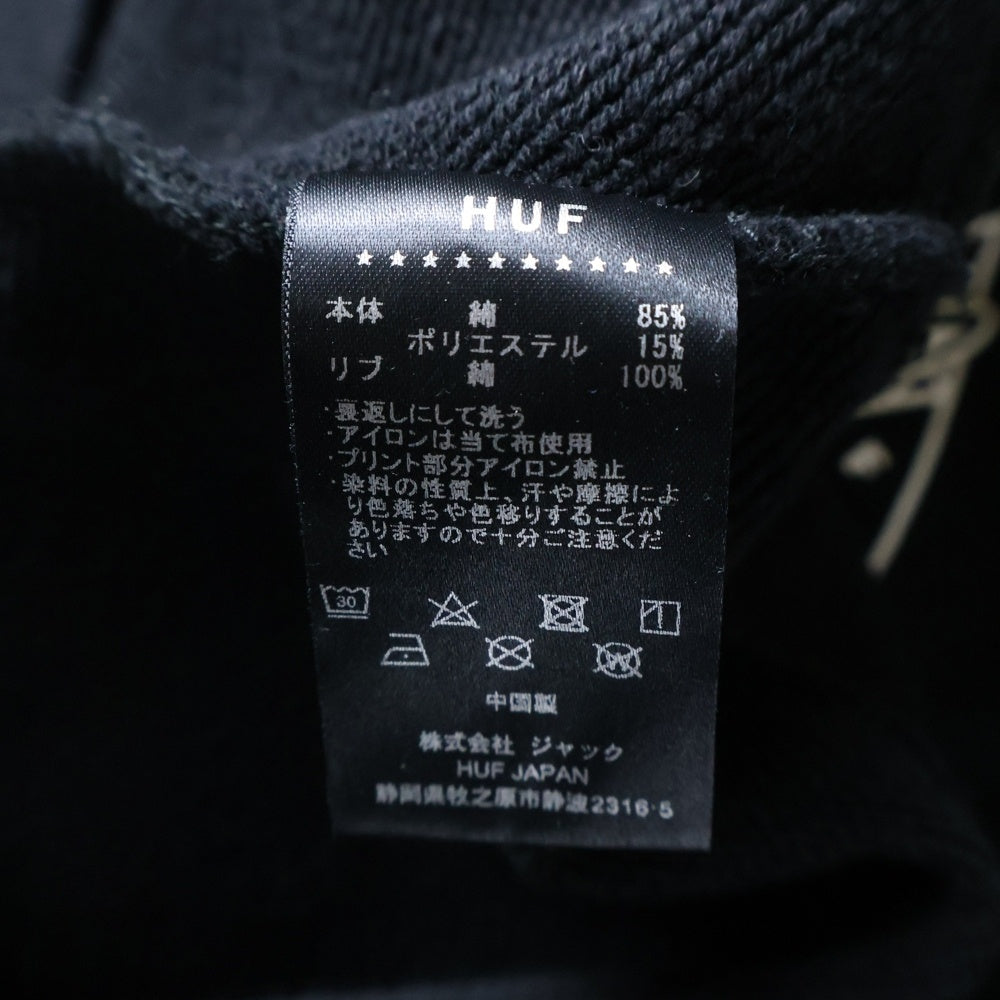 HUF
★★★★★★★★★★
本体 綿 85%
ポリエステル 15%
リブ 綿 100%
・裏返しにして洗う
・アイロンは当て布使用
・プリント部分アイロン禁止
・染料の性質上、汗や摩擦によ
り色落ちや色移りすることが
ありますので十分ご注意くだ
さい
30
W
中国製
株式会社 ジャック
HUF JAPAN
静岡県牧之原市静波2316-5